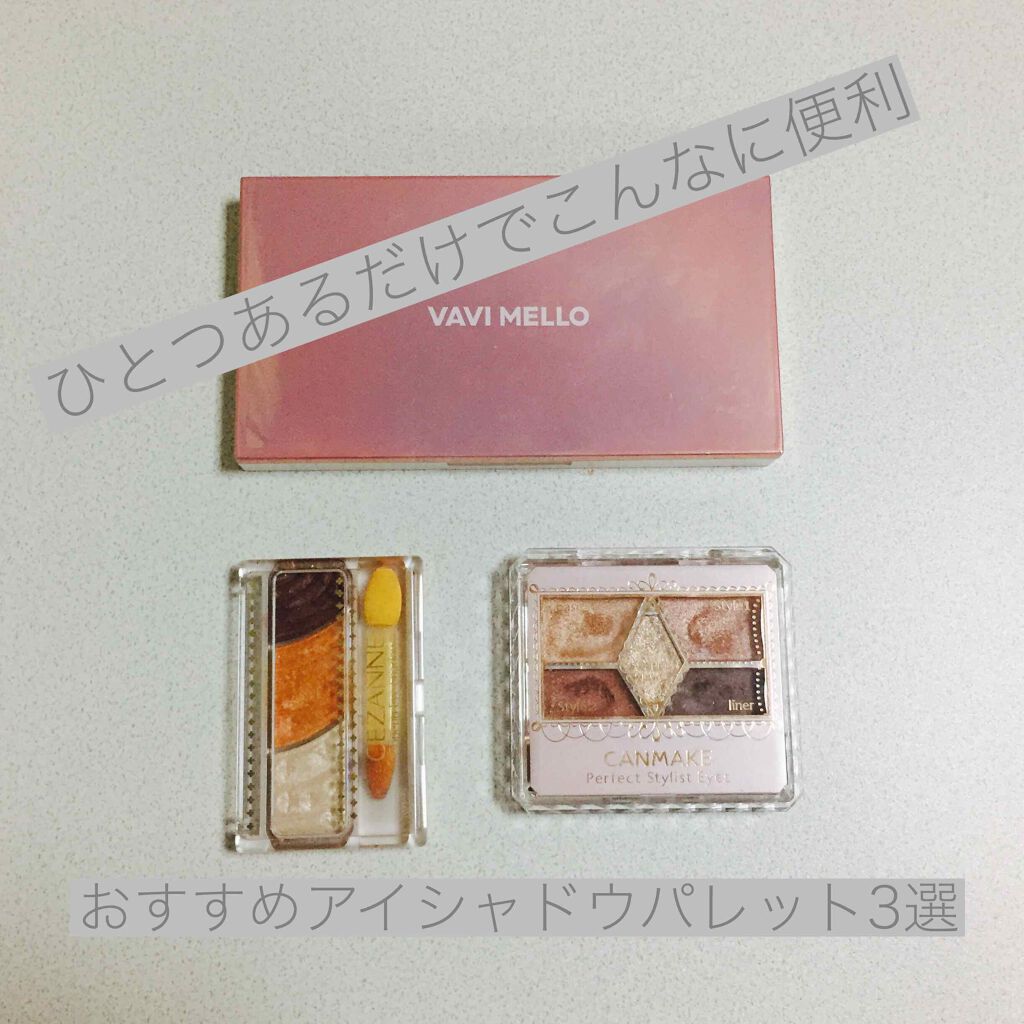 ひとつあるだけでこんなに便利
VAVI MELLO
CEZANNE
liner
CANMAKE
Perfect Stylist Eyes
おすすめアイシャドウパレット3選